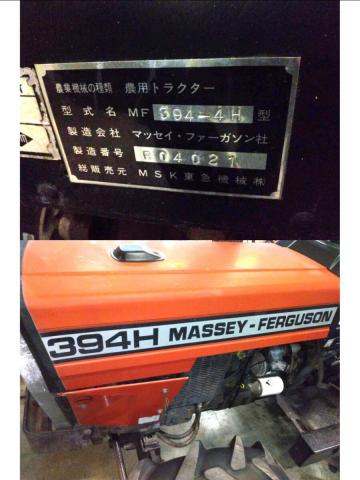 農業機械の種類 農用トラクター
型式名 MF 394-4H 型
製造会社 マッセイ・ファーガソン社
製造番号 B04021
総販売元 MSK東急機械㈱
394H MASSEY-FERGUSON